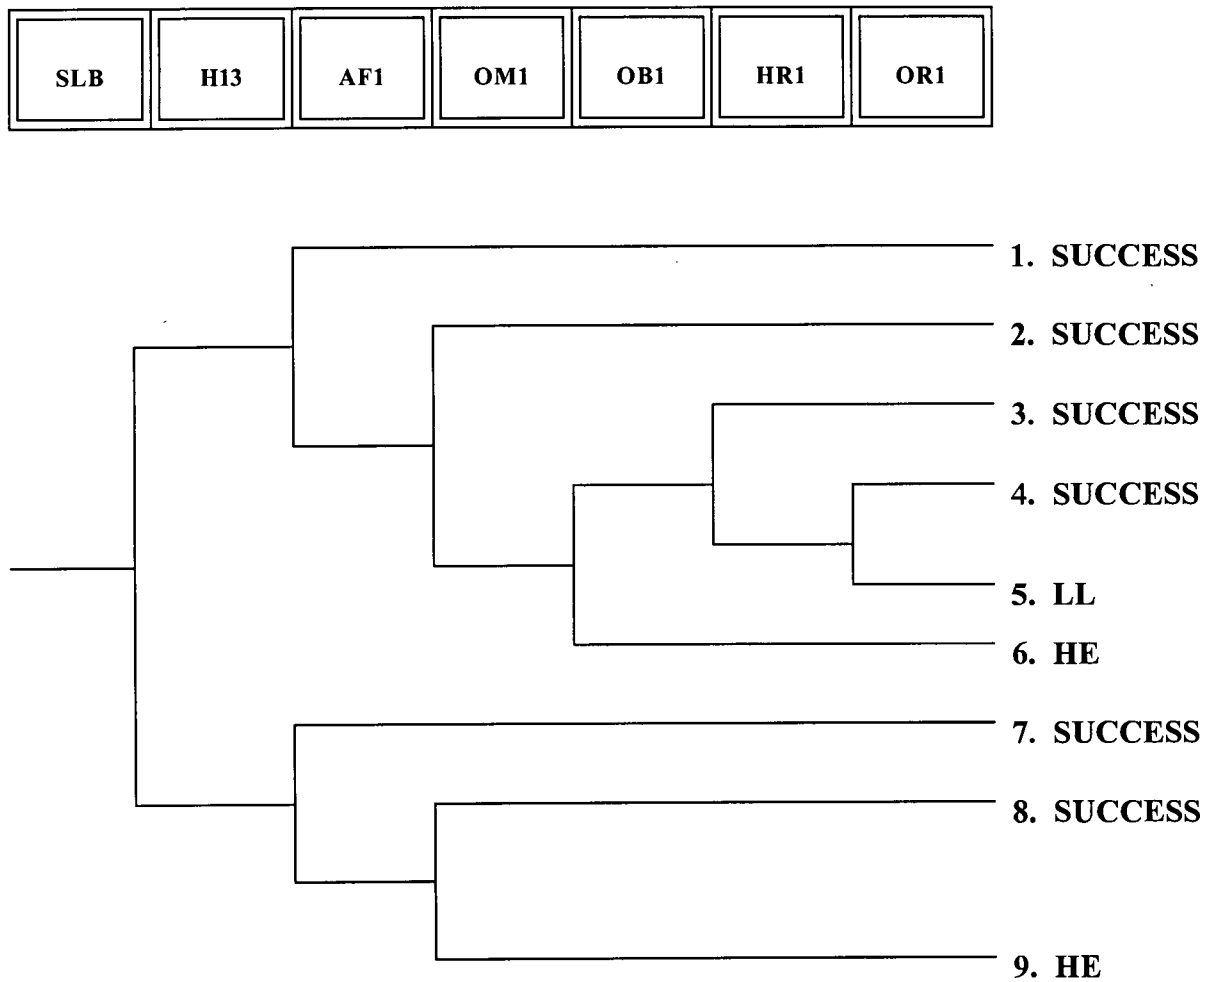 SLB H13 AF1 OM1 OB1 HR1 OR1
1. SUCCESS
2. SUCCESS
3. SUCCESS
4. SUCCESS
5. LL
6. HE
7. SUCCESS
8. SUCCESS
9. HE